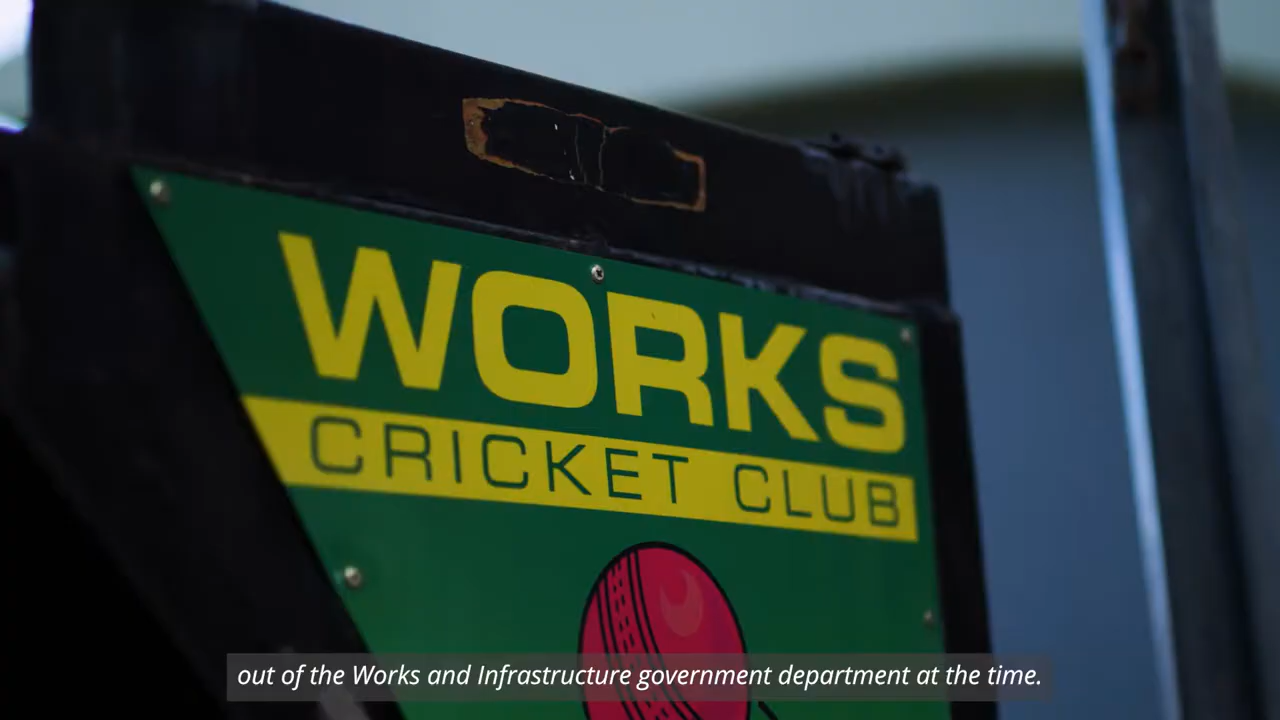 WORKS
CRICKET CLUB
out of the Works and Infrastructure government department at the time.